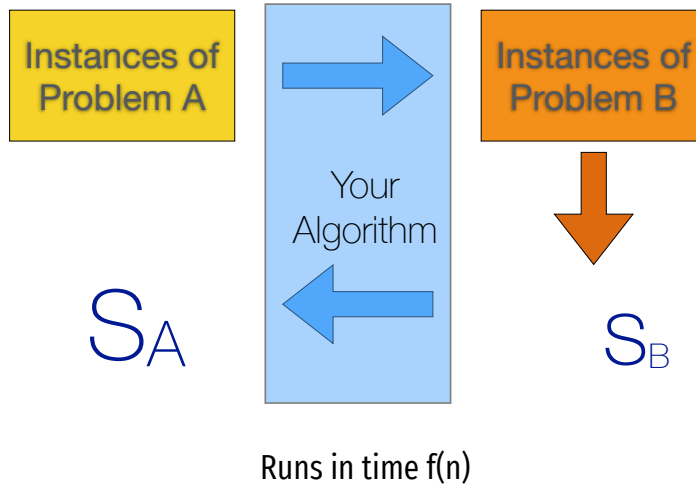 Instances of
Problem A
Instances of
Problem B
Your
Algorithm
SA
SB
Runs in time f(n)